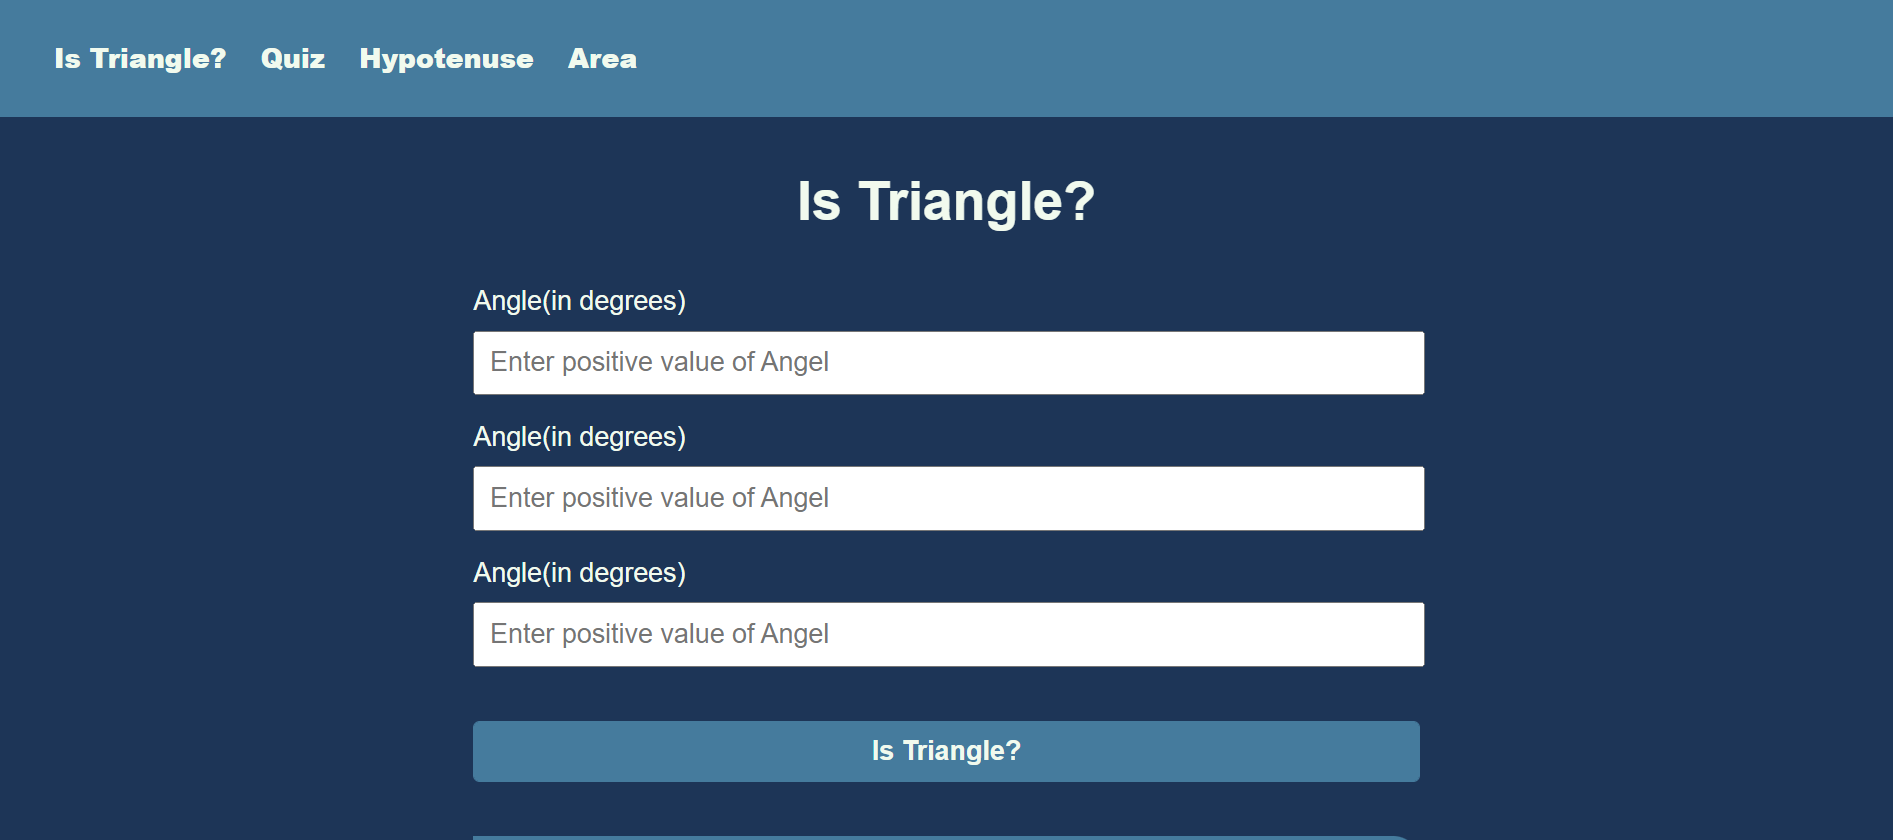 Is Triangle? Quiz Hypotenuse Area
Is Triangle?
Angle(in degrees)
Enter positive value of Angel
Angle(in degrees)
Enter positive value of Angel
Angle(in degrees)
Enter positive value of Angel
Is Triangle?